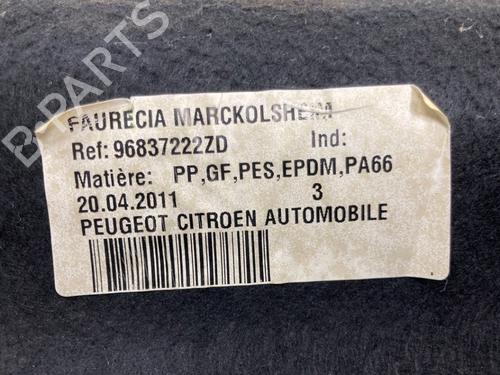 B-PARTS
FAURECIA MARCKOLSHEIM
Ref: 96837222ZD Ind:
Matière: PP,GF,PES,EPDM,PA66
20.04.2011 3
PEUGEOT CITROEN AUTOMOBILE